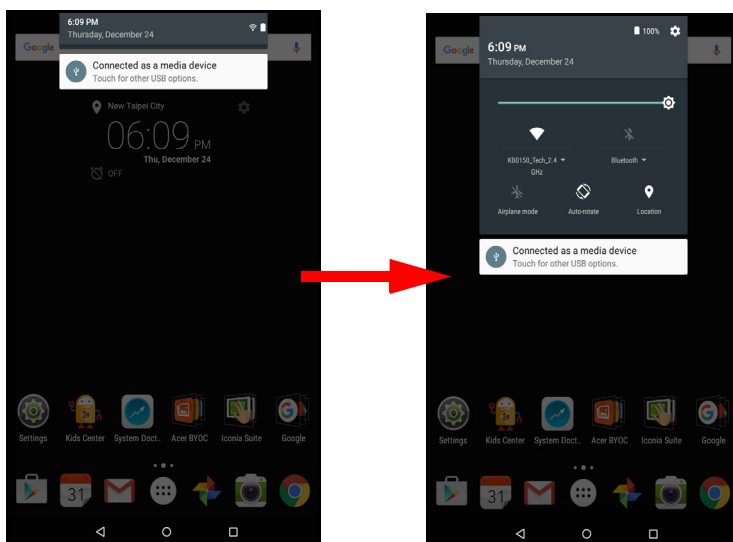 6:09 PM
Thursday, December 24
Google
Connected as a media device
Touch for other USB options.
New Taipei City
06:09 PM
Thu, December 24
OFF
Settings
Kids Center
System Doct..
Acer BYOC
Iconia Suite
Google
31
100%
Google
6:09 PM
Thursday, December 24
KB0150_Tech_2.4
GHz
Bluetooth
Airplane mode
Auto-rotate
Location
Connected as a media device
Touch for other USB options.
Settings
Kids Center
System Doct..
Acer BYOC
Iconia Suite
Google
31